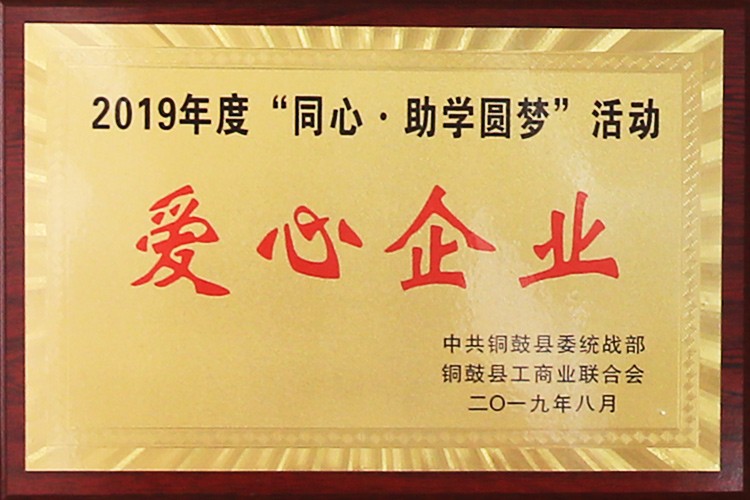 2019年度“同心·助学圆梦”活动
爱心企业
中共铜鼓县委统战部
铜鼓县工商业联合会
二〇一九年八月